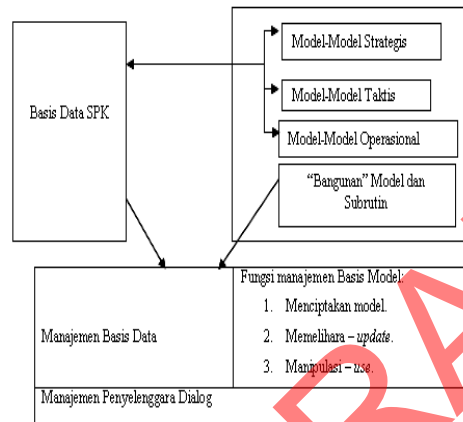 Basis Data SPK
Model-Model Strategis
Model-Model Taktis
Model-Model Operasional
“Bangunan” Model dan
Subrutin
Manajemen Basis Data
Fungsi manajemen Basis Model:
1. Menciptakan model.
2. Memelihara – update.
3. Manipulasi – use.
Manajemen Penyelenggara Dialog